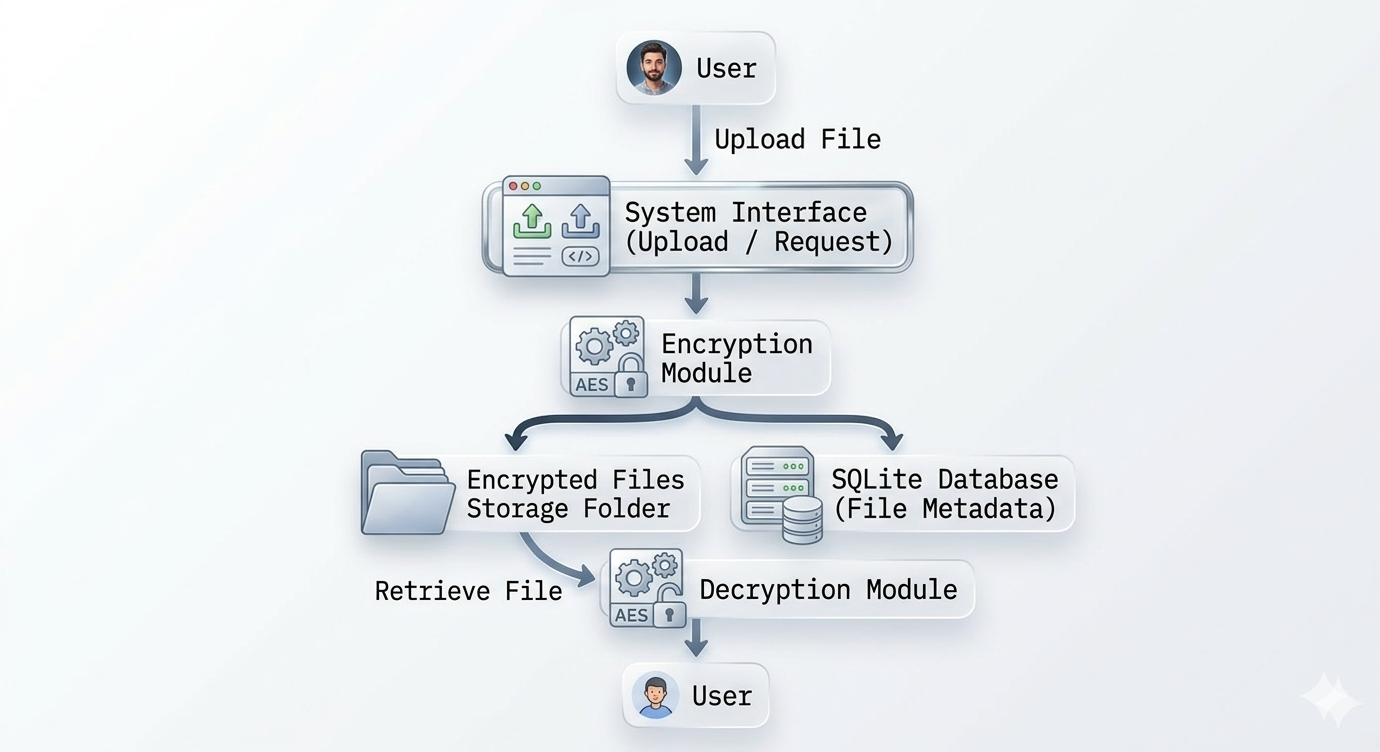 User
Upload File
System Interface
(Upload / Request)
</>
Encryption
Module
AES
Encrypted Files
Storage Folder
SQLite Database
(File Metadata)
Retrieve File
AES
Decryption Module
User